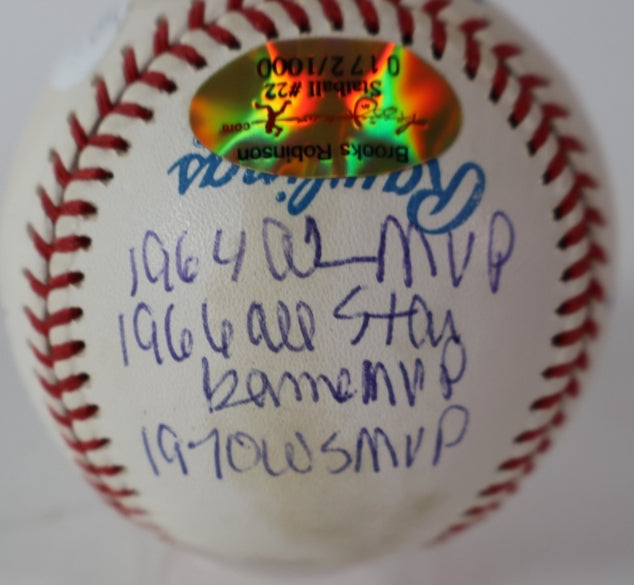 0172/1000
Statball #22
.com
Brooks Robinson
Rawlings
1964 AL MVP
1966 All Star
Game MVP
1970 WS MVP